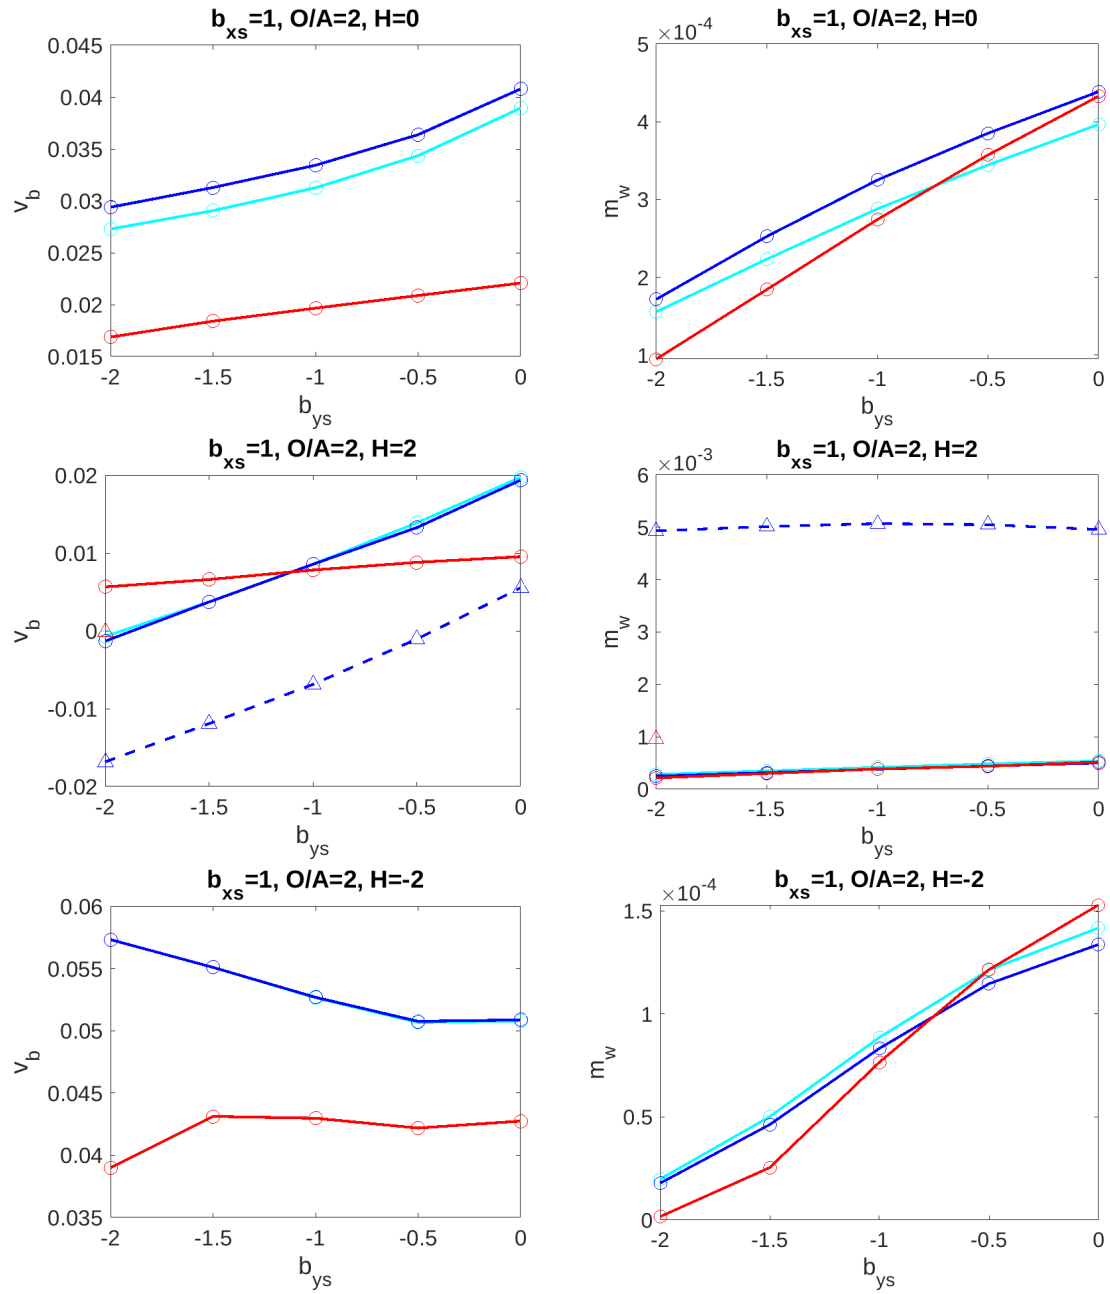 b_xs=1, O/A=2, H=0
0.045
0.04
0.035
0.03
0.025
0.02
0.015
v_b
-2 -1.5 -1 -0.5 0
b_ys
b_xs=1, O/A=2, H=0
×10^-4
5
4
3
2
1
m_w
-2 -1.5 -1 -0.5 0
b_ys
b_xs=1, O/A=2, H=2
0.02
0.01
0
-0.01
-0.02
v_b
-2 -1.5 -1 -0.5 0
b_ys
b_xs=1, O/A=2, H=2
×10^-3
6
5
4
3
2
1
0
m_w
-2 -1.5 -1 -0.5 0
b_ys
b_xs=1, O/A=2, H=-2
0.06
0.055
0.05
0.045
0.04
0.035
v_b
-2 -1.5 -1 -0.5 0
b_ys
b_xs=1, O/A=2, H=-2
×10^-4
1.5
1
0.5
0
m_w
-2 -1.5 -1 -0.5 0
b_ys